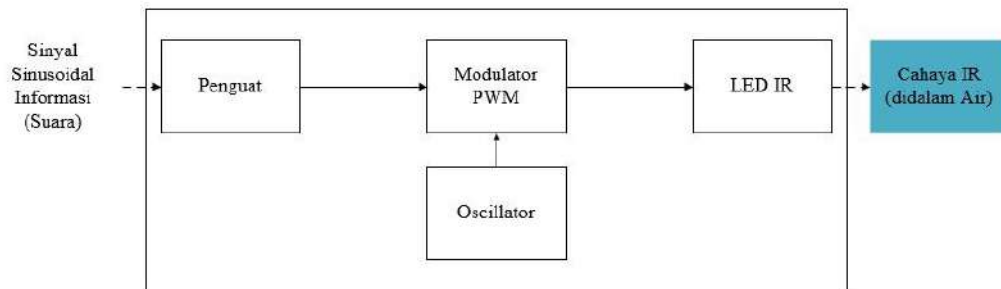 Sinyal
Sinusoidal
Informasi
(Suara)
Penguat
Modulator
PWM
LED IR
Cahaya IR
(didalam Air)
Oscillator